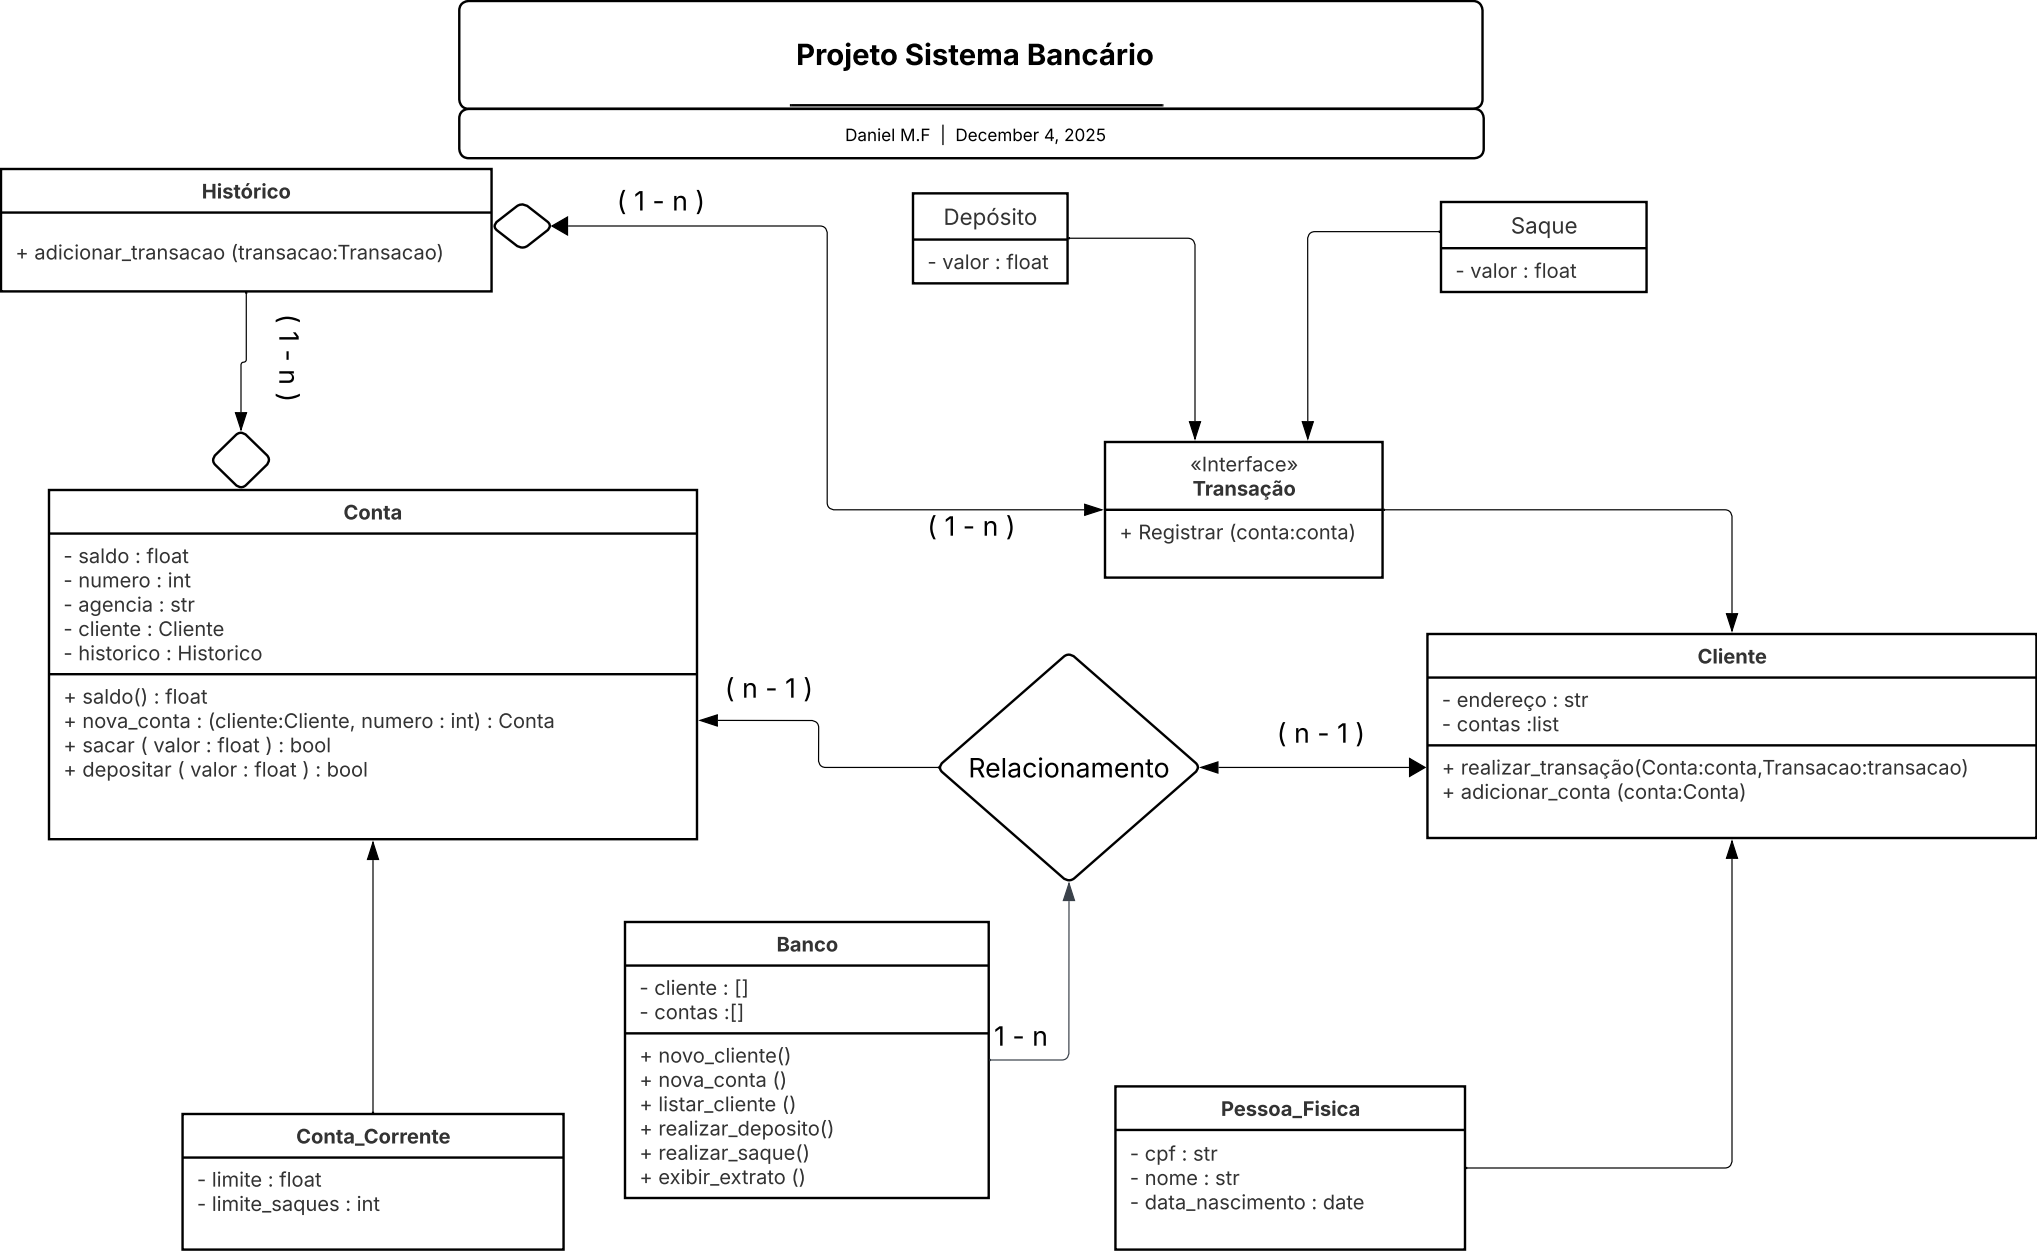 Projeto Sistema Bancário
Daniel M.F | December 4, 2025
Histórico
+ adicionar_transacao (transacao:Transacao)
( 1 - n )
( 1 - n )
Depósito
- valor : float
Saque
- valor : float
«Interface»
Transação
+ Registrar (conta:conta)
( 1 - n )
Conta
- saldo : float
- numero : int
- agencia : str
- cliente : Cliente
- historico : Historico
+ saldo() : float
+ nova_conta : (cliente:Cliente, numero : int) : Conta
+ sacar ( valor : float ) : bool
+ depositar ( valor : float ) : bool
( n - 1 )
Relacionamento
( n - 1 )
Cliente
- endereço : str
- contas :list
+ realizar_transação(Conta:conta,Transacao:transacao)
+ adicionar_conta (conta:Conta)
Banco
- cliente : []
- contas :[]
+ novo_cliente()
+ nova_conta ()
+ listar_cliente ()
+ realizar_deposito()
+ realizar_saque()
+ exibir_extrato ()
1 - n
Conta_Corrente
- limite : float
- limite_saques : int
Pessoa_Fisica
- cpf : str
- nome : str
- data_nascimento : date